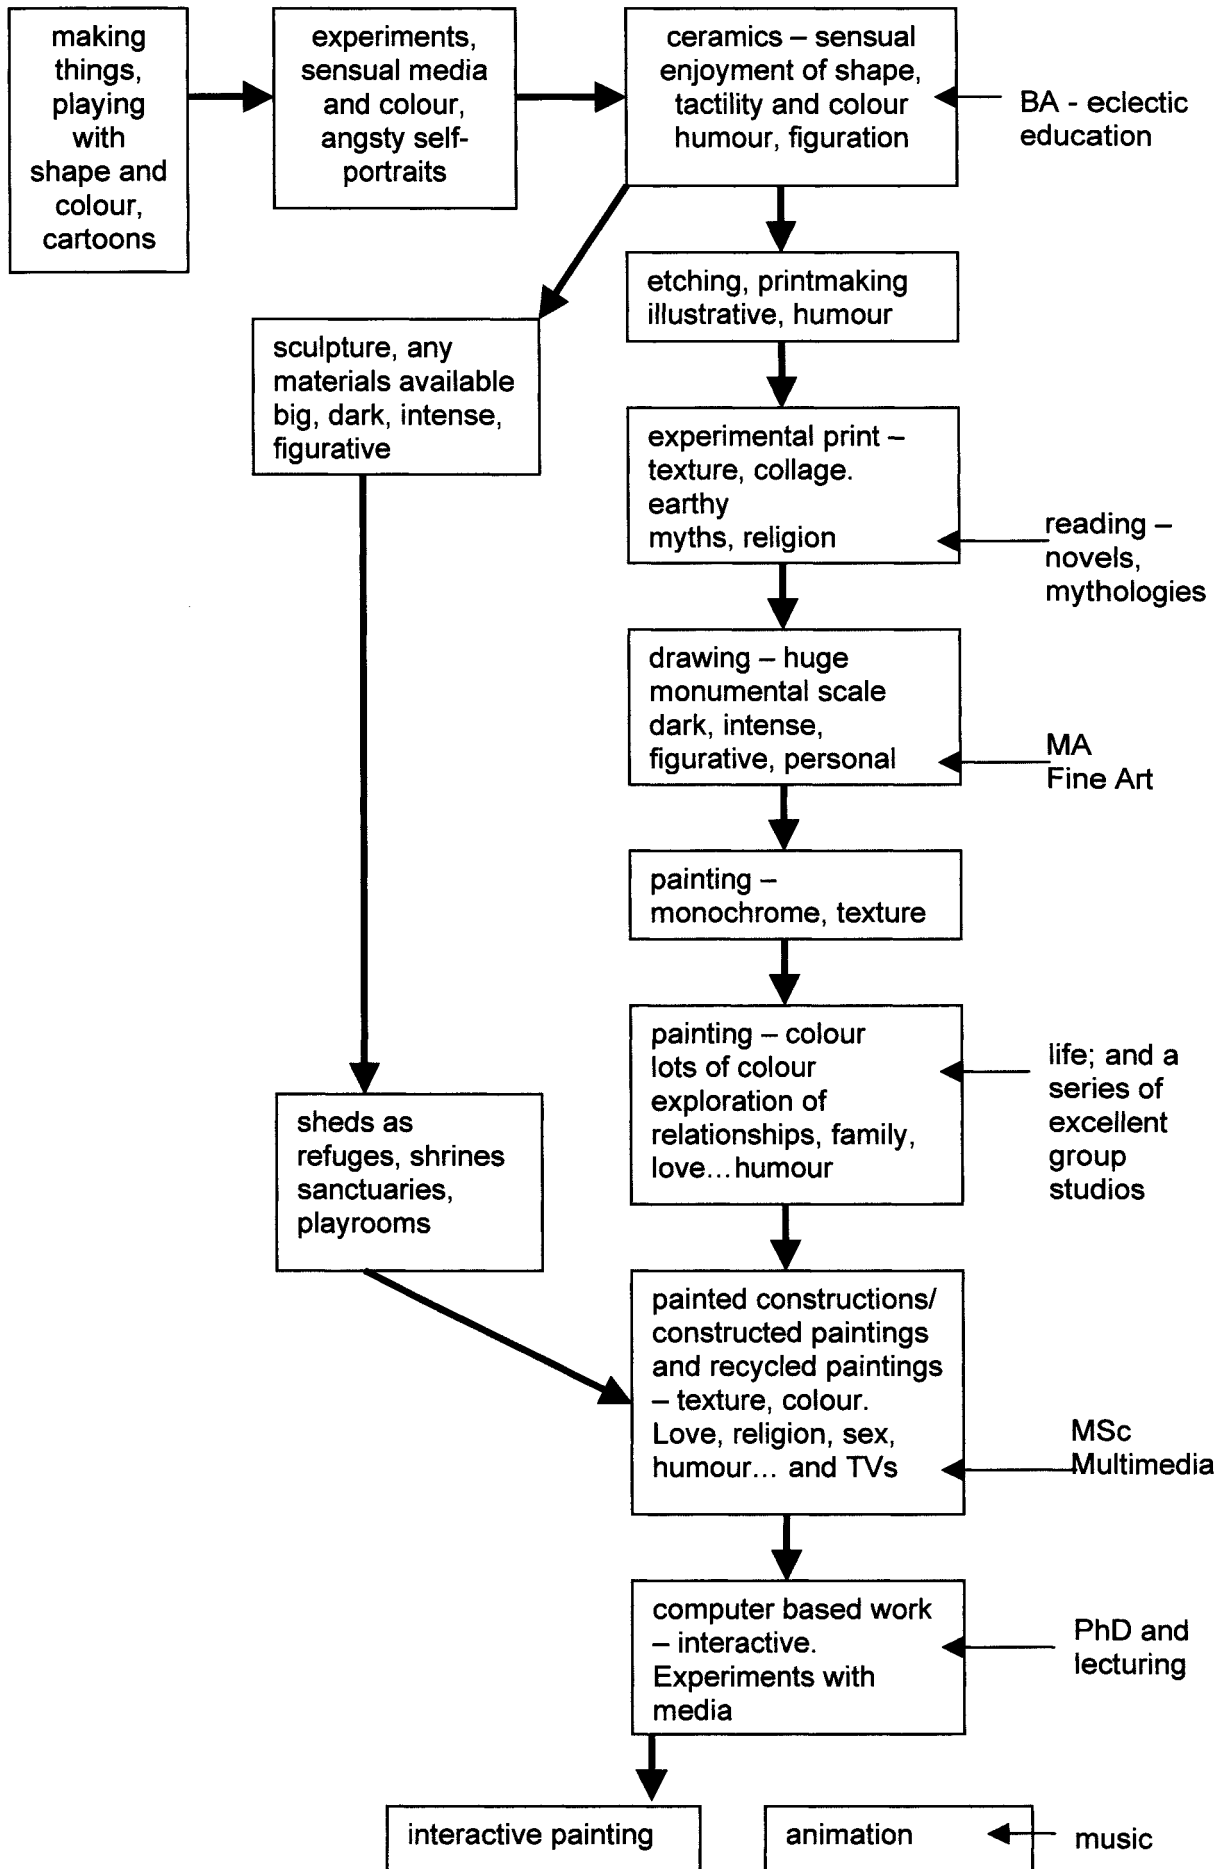 making
things,
playing
with
shape and
colour,
cartoons
experiments,
sensual media
and colour,
angsty self-
portraits
ceramics – sensual
enjoyment of shape,
tactility and colour
humour, figuration
BA - eclectic
education
etching, printmaking
illustrative, humour
sculpture, any
materials available
big, dark, intense,
figurative
experimental print –
texture, collage.
earthy
myths, religion
reading –
novels,
mythologies
drawing – huge
monumental scale
dark, intense,
figurative, personal
MA
Fine Art
painting –
monochrome, texture
painting – colour
lots of colour
exploration of
relationships, family,
love...humour
life; and a
series of
excellent
group
studios
sheds as
refuges, shrines
sanctuaries,
playrooms
painted constructions/
constructed paintings
and recycled paintings
– texture, colour.
Love, religion, sex,
humour... and TVs
MSc
Multimedia
computer based work
– interactive.
Experiments with
media
PhD and
lecturing
interactive painting
animation
music